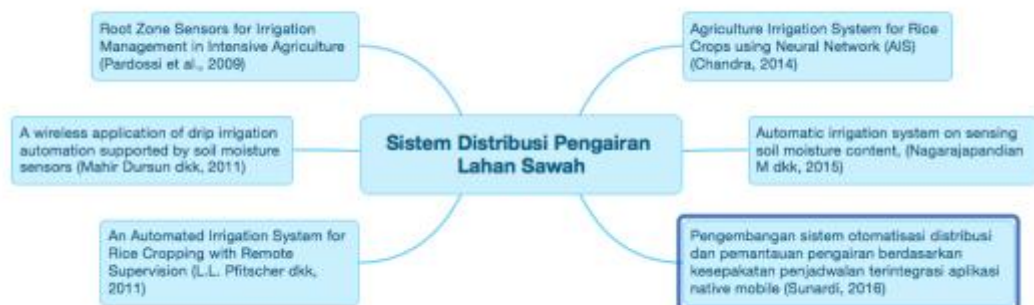 Root Zone Sensors for Irrigation
Management in Intensive Agriculture
(Pardossi et al., 2009)
Agriculture Irrigation System for Rice
Crops using Neural Network (AIS)
(Chandra, 2014)
A wireless application of drip irrigation
automation supported by soil moisture
sensors (Mahir Dursun dkk, 2011)
Sistem Distribusi Pengairan
Lahan Sawah
Automatic irrigation system on sensing
soil moisture content, (Nagarajapandian
M dkk, 2015)
An Automated Irrigation System for
Rice Cropping with Remote
Supervision (L.L. Pfitscher dkk,
2011)
Pengembangan sistem otomatisasi distribusi
dan pemantauan pengairan berdasarkan
kesepakatan penjadwalan terintegrasi aplikasi
native mobile (Sunardi, 2016)